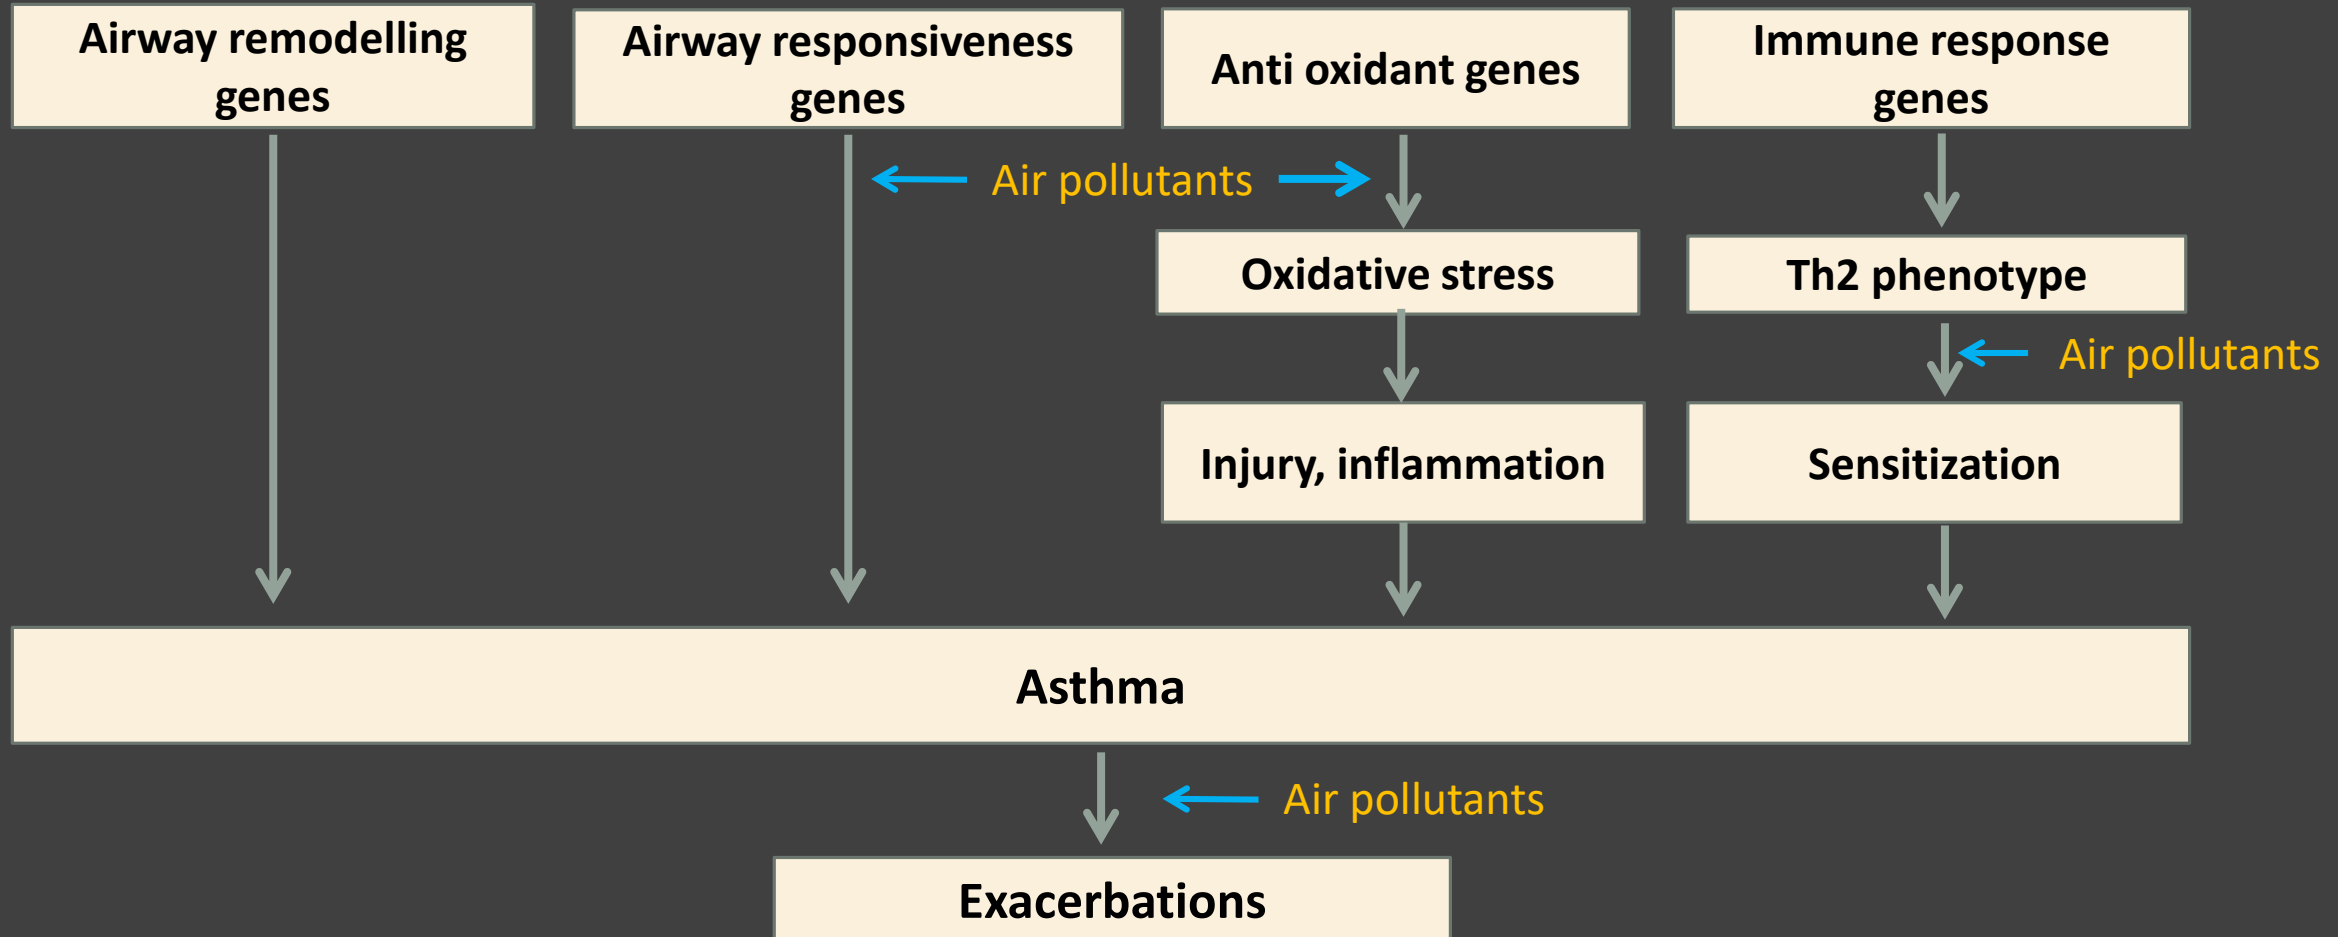 Airway remodelling
genes
Airway responsiveness
genes
Anti oxidant genes
Immune response
genes
Air pollutants
Oxidative stress
Th2 phenotype
Air pollutants
Injury, inflammation
Sensitization
Asthma
Air pollutants
Exacerbations